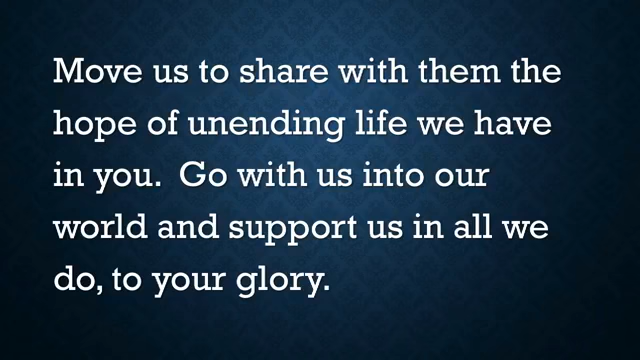 Move us to share with them the
hope of unending life we have
in you.  Go with us into our
world and support us in all we
do, to your glory.